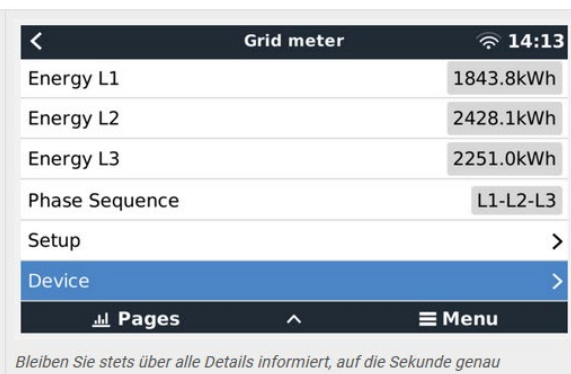 Grid meter 14:13
Energy L1 1843.8kWh
Energy L2 2428.1kWh
Energy L3 2251.0kWh
Phase Sequence L1-L2-L3
Setup
Device
Pages Menu
Bleiben Sie stets über alle Details informiert, auf die Sekunde genau